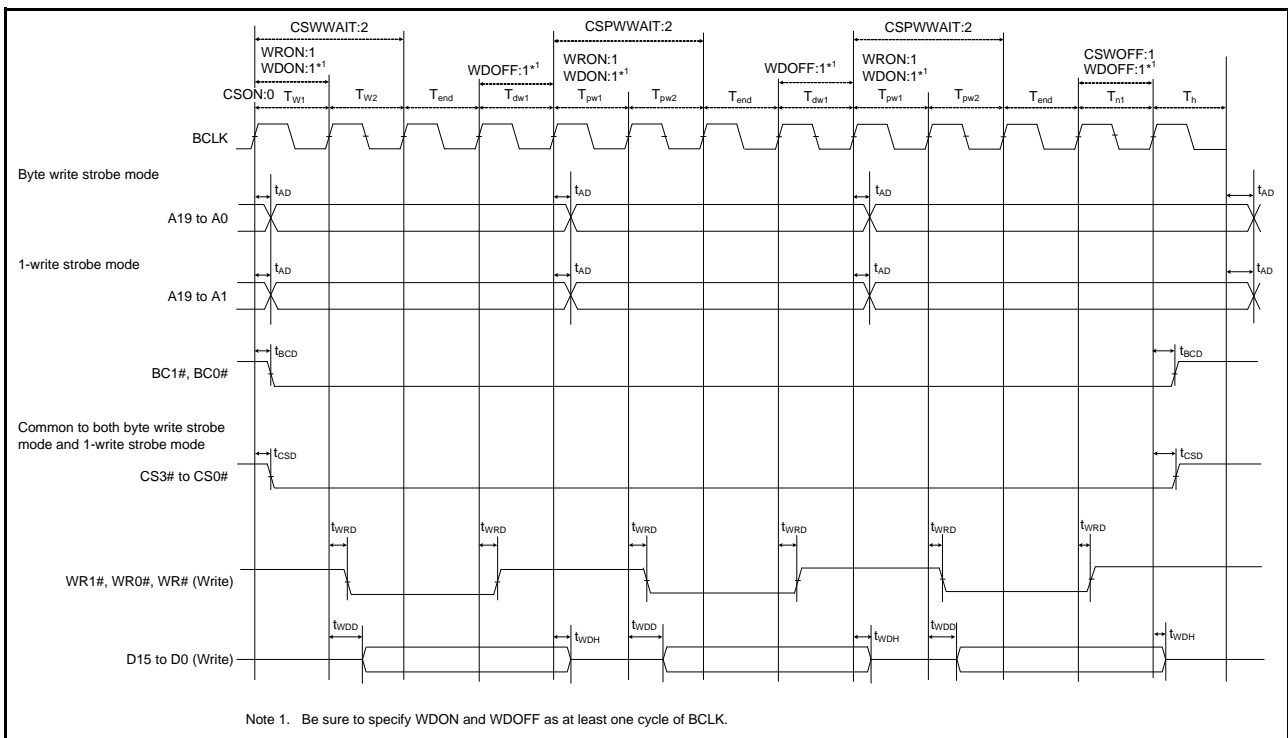 CSWWAIT:2 CSPWWAIT:2 CSPWWAIT:2
WRON:1 WRON:1 WRON:1 CSWOFF:1
WDON:1*1 WDOFF:1*1 WDON:1*1 WDOFF:1*1 WDON:1*1 WDOFF:1*1
CSON:0 TW1 TW2 Tend Tdw1 Tpw1 Tpw2 Tend Tdw1 Tpw1 Tpw2 Tend Tn1 Th
BCLK
Byte write strobe mode
tAD tAD tAD tAD
A19 to A0
1-write strobe mode
tAD tAD tAD tAD
A19 to A1
tBCD tBCD
BC1#, BC0#
Common to both byte write strobe
mode and 1-write strobe mode
tCSD tCSD
CS3# to CS0#
tWRD tWRD tWRD tWRD tWRD tWRD
WR1#, WR0#, WR# (Write)
tWDD tWDH tWDD tWDH tWDD tWDH
D15 to D0 (Write)
Note 1. Be sure to specify WDON and WDOFF as at least one cycle of BCLK.